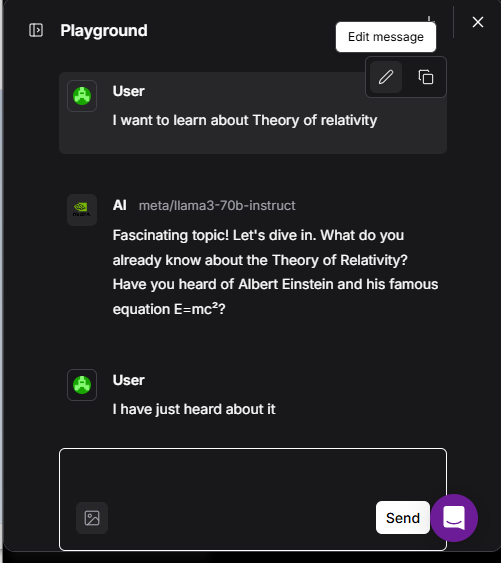 Playground
Edit message
User
I want to learn about Theory of relativity
AI meta/llama3-70b-instruct
Fascinating topic! Let's dive in. What do you
already know about the Theory of Relativity?
Have you heard of Albert Einstein and his famous
equation E=mc²?
User
I have just heard about it
Send